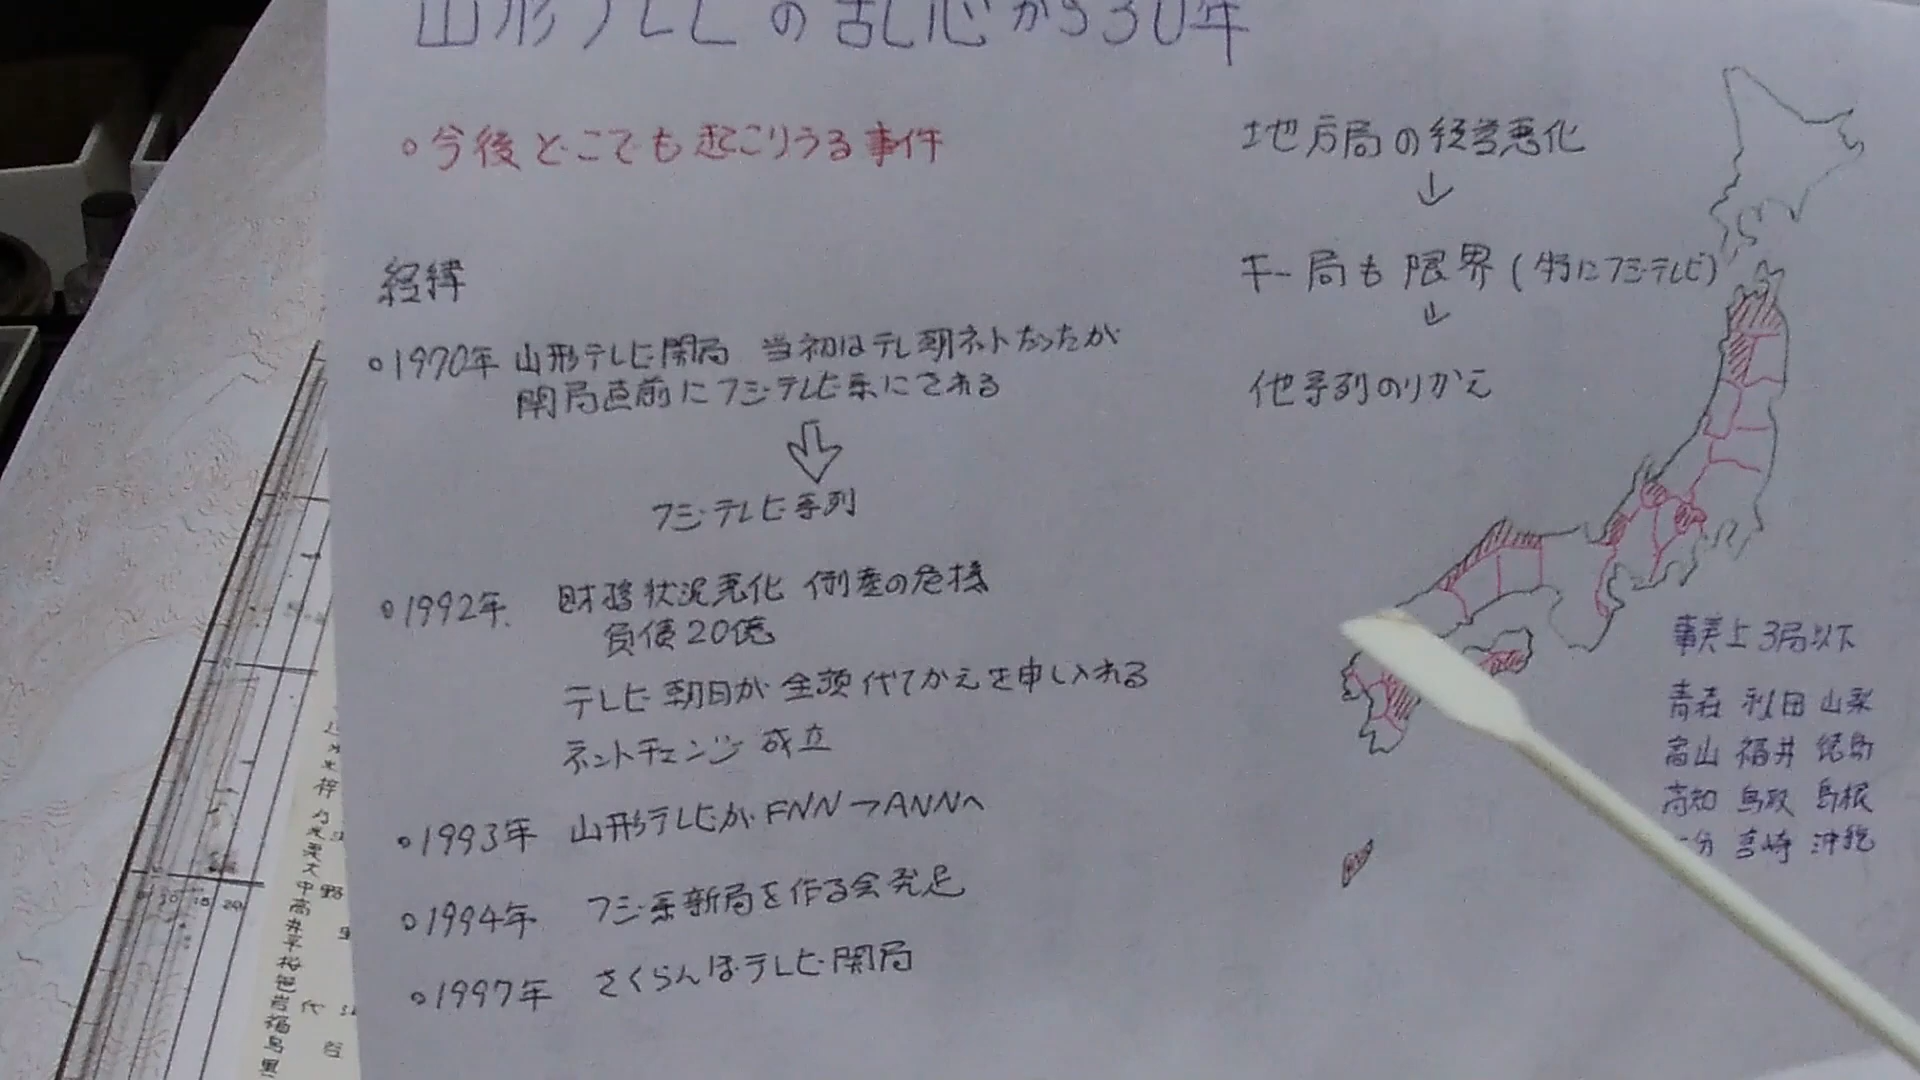 山形テレビの乱心から30年
○今後どこでも起こりうる事件
経緯
○1970年 山形テレビ開局 当初はテレ朝ネトだったが
開局直前にフジテレビ系にされる
フジテレビ系列
○1992年 財務状況悪化 倒産の危機
負債20億
テレビ朝日が全額代てかえを申し入れる
ネットチェンジ成立
○1993年 山形テレビがFNN→ANNへ
○1994年 フジ系新局を作る会発足
○1997年 さくらんぼテレビ開局
地方局の経営悪化
↓
キー局も限界(特にフジテレビ)
↓
他系列のりかえ
事実上3局以下
青森 秋田 山梨
富山 福井 徳島
高知 鳥取 島根
分 宮崎 沖縄
10 15 20